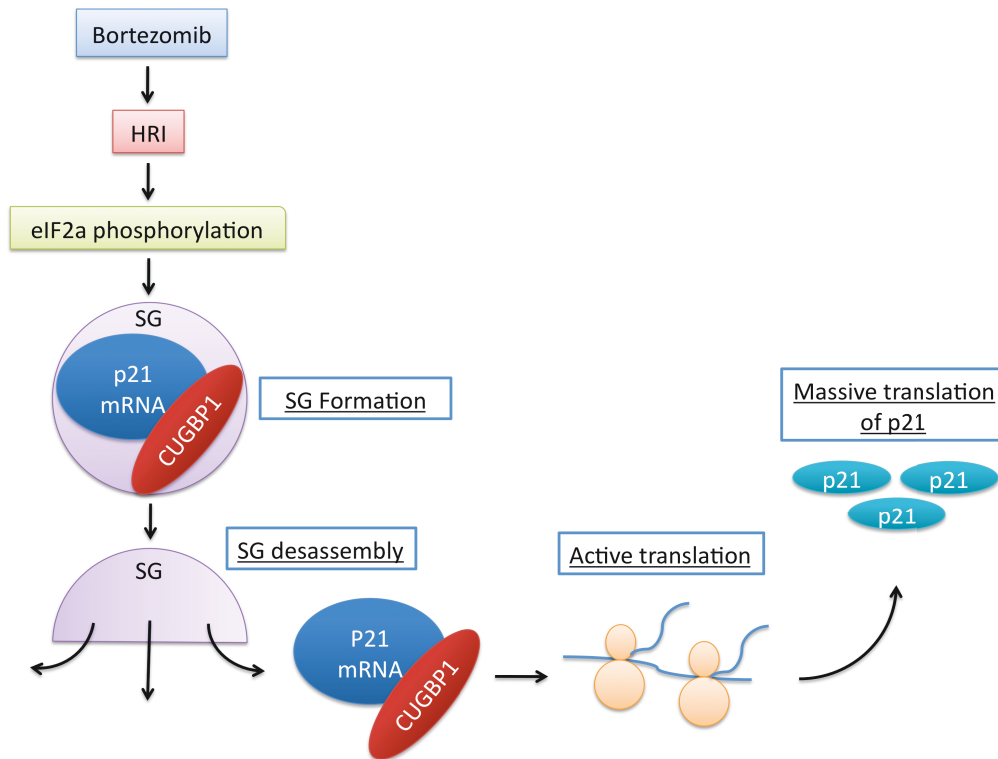 Bortezomib
HRI
eIF2a phosphorylation
SG
p21
mRNA
CUGBP1
SG Formation
SG
SG desassembly
P21
mRNA
CUGBP1
Active translation
Massive translation
of p21
p21
p21
p21